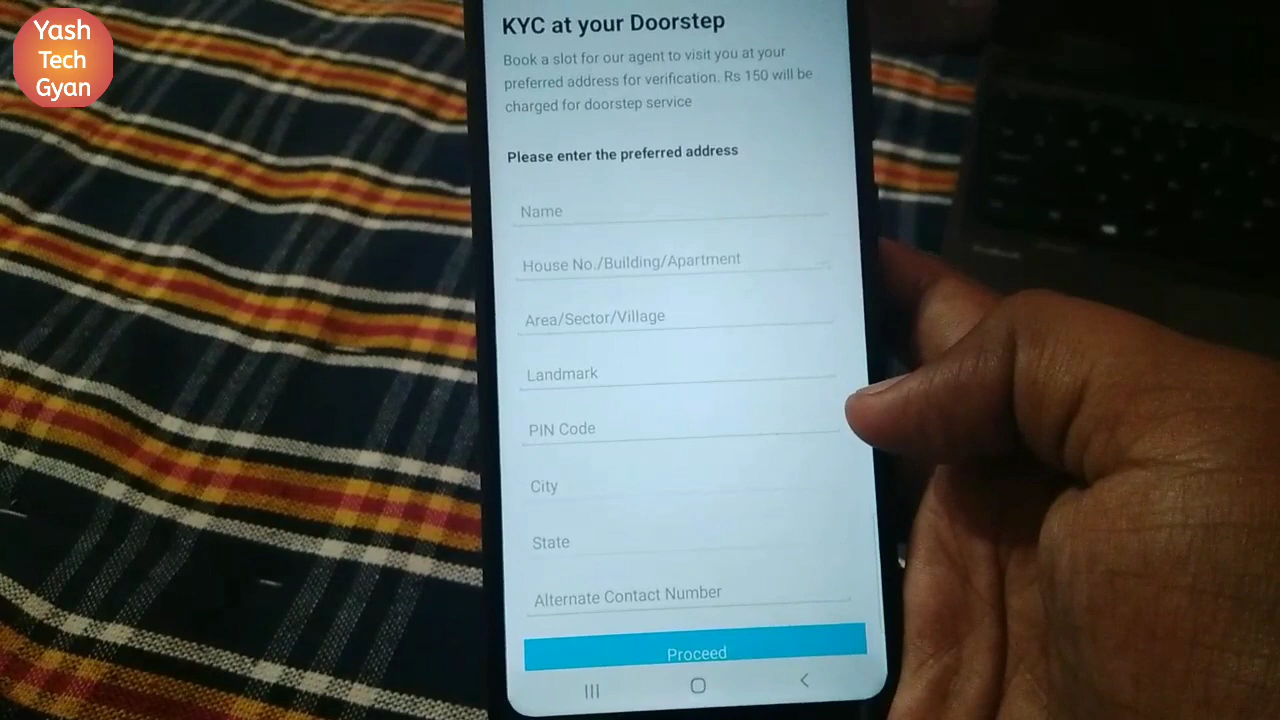 Yash
Tech
Gyan
KYC at your Doorstep
Book a slot for our agent to visit you at your
preferred address for verification. Rs 150 will be
charged for doorstep service
Please enter the preferred address
Name
House No./Building/Apartment
Area/Sector/Village
Landmark
PIN Code
City
State
Alternate Contact Number
Proceed